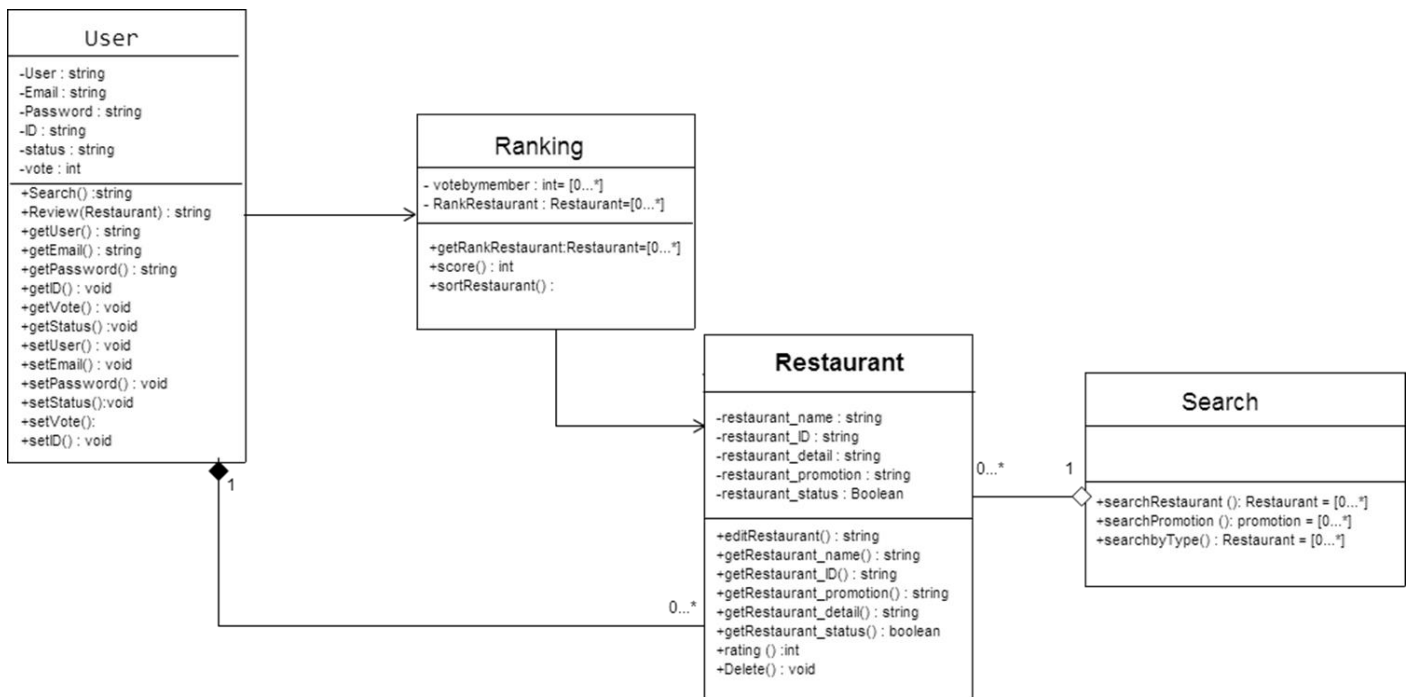 User
-User : string
-Email : string
-Password : string
-ID : string
-status : string
-vote : int
+Search() :string
+Review(Restaurant) : string
+getUser() : string
+getEmail() : string
+getPassword() : string
+getID() : void
+getVote() : void
+getStatus() :void
+setUser() : void
+setEmail() : void
+setPassword() : void
+setStatus():void
+setVote():
+setID() : void
1
Ranking
- votebymember : int= [0...*]
- RankRestaurant : Restaurant=[0...*]
+getRankRestaurant:Restaurant=[0...*]
+score() : int
+sortRestaurant() :
Restaurant
-restaurant_name : string
-restaurant_ID : string
-restaurant_detail : string
-restaurant_promotion : string
-restaurant_status : Boolean
+editRestaurant() : string
+getRestaurant_name() : string
+getRestaurant_ID() : string
+getRestaurant_promotion() : string
+getRestaurant_detail() : string
+getRestaurant_status() : boolean
+rating () :int
+Delete() : void
0...*
0...*
1
Search
+searchRestaurant (): Restaurant = [0...*]
+searchPromotion (): promotion = [0...*]
+searchbyType() : Restaurant = [0...*]